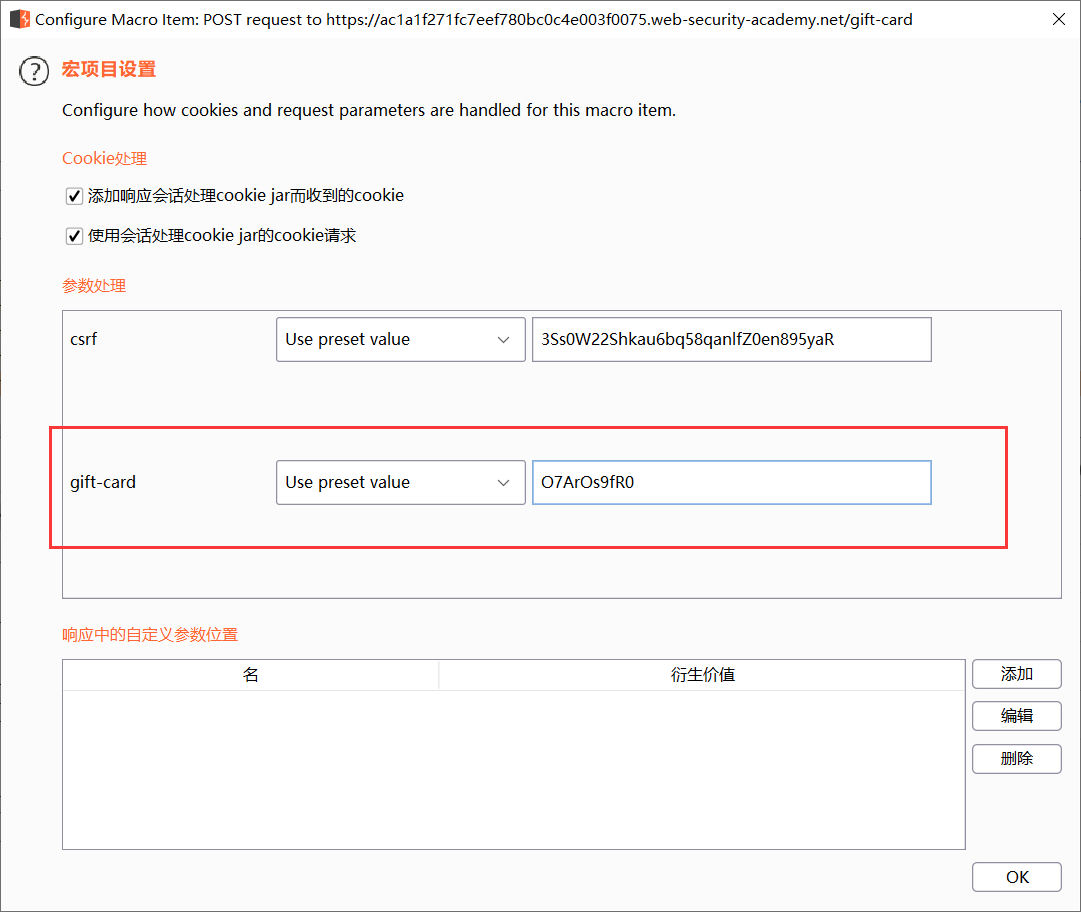 Configure Macro Item: POST request to https://ac1a1f271fc7eef780bc0c4e003f0075.web-security-academy.net/gift-card
?
宏项目设置
Configure how cookies and request parameters are handled for this macro item.
Cookie处理
添加响应会话处理cookie jar而收到的cookie
使用会话处理cookie jar的cookie请求
参数处理
csrf Use preset value 3Ss0W22Shkau6bq58qanlfZ0en895yaR
gift-card Use preset value O7ArOs9fR0
响应中的自定义参数位置
名 衍生价值
添加
编辑
删除
OK